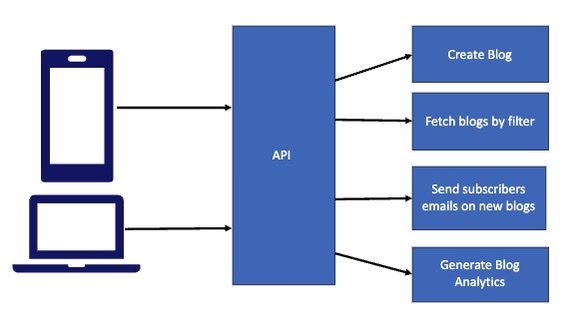 API
Create Blog
Fetch blogs by filter
Send subscribers
emails on new blogs
Generate Blog
Analytics